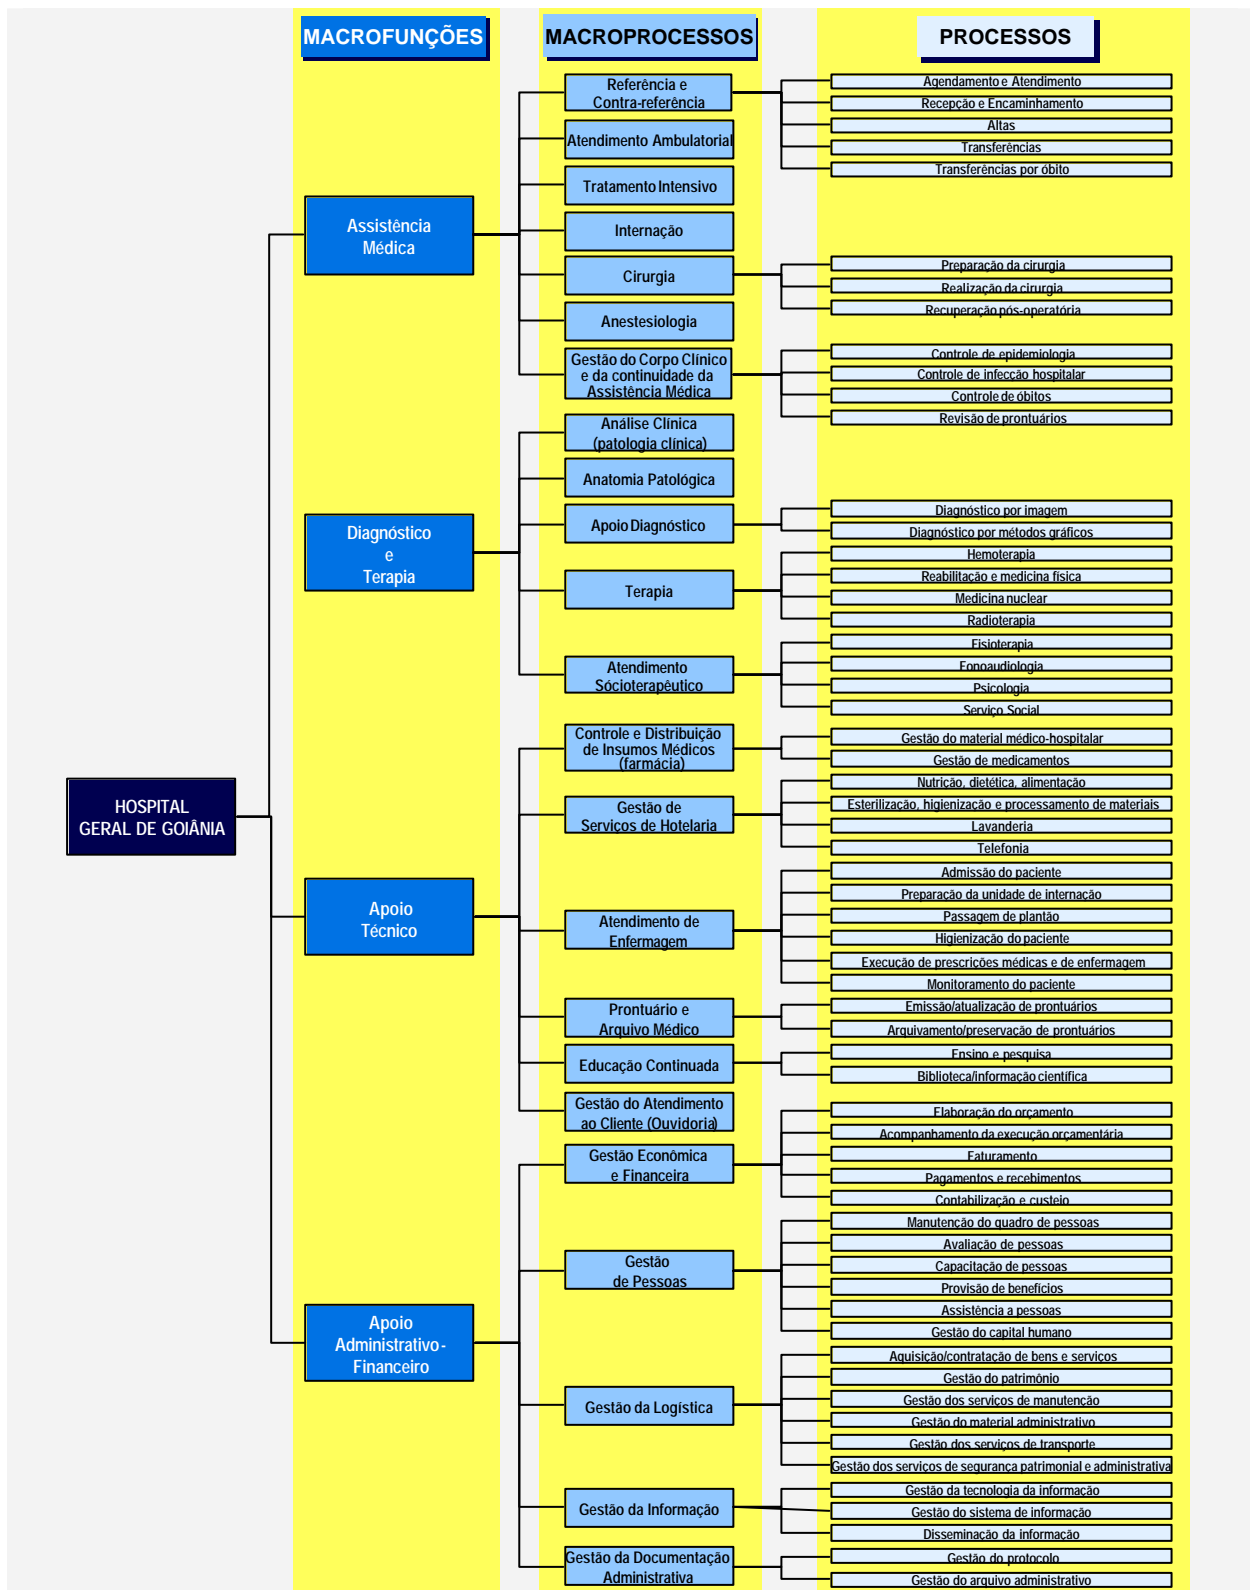 MACROFUNÇÕES
MACROPROCESSOS
PROCESSOS
HOSPITAL
GERAL DE GOIÂNIA
Assistência
Médica
Referência e
Contra-referência
Agendamento e Atendimento
Recepção e Encaminhamento
Altas
Transferências
Transferências por óbito
Atendimento Ambulatorial
Tratamento Intensivo
Internação
Cirurgia
Preparação da cirurgia
Realização da cirurgia
Recuperação pós-operatória
Anestesiologia
Gestão do Corpo Clínico
e da continuidade da
Assistência Médica
Controle de epidemiologia
Controle de infecção hospitalar
Controle de óbitos
Revisão de prontuários
Diagnóstico
e
Terapia
Análise Clínica
(patologia clínica)
Anatomia Patológica
Apoio Diagnóstico
Diagnóstico por imagem
Diagnóstico por métodos gráficos
Terapia
Hemoterapia
Reabilitação e medicina física
Medicina nuclear
Radioterapia
Atendimento
Sócioterapêutico
Fisioterapia
Fonoaudiologia
Psicologia
Serviço Social
Apoio
Técnico
Controle e Distribuição
de Insumos Médicos
(farmácia)
Gestão do material médico-hospitalar
Gestão de medicamentos
Gestão de
Serviços de Hotelaria
Nutrição, dietética, alimentação
Esterilização, higienização e processamento de materiais
Lavanderia
Telefonia
Atendimento de
Enfermagem
Admissão do paciente
Preparação da unidade de internação
Passagem de plantão
Higienização do paciente
Execução de prescrições médicas e de enfermagem
Monitoramento do paciente
Prontuário e
Arquivo Médico
Emissão/atualização de prontuários
Arquivamento/preservação de prontuários
Educação Continuada
Ensino e pesquisa
Biblioteca/informação científica
Gestão do Atendimento
ao Cliente (Ouvidoria)
Apoio
Administrativo-
Financeiro
Gestão Econômica
e Financeira
Elaboração do orçamento
Acompanhamento da execução orçamentária
Faturamento
Pagamentos e recebimentos
Contabilização e custeio
Gestão
de Pessoas
Manutenção do quadro de pessoas
Avaliação de pessoas
Capacitação de pessoas
Provisão de benefícios
Assistência a pessoas
Gestão do capital humano
Gestão da Logística
Aquisição/contratação de bens e serviços
Gestão do patrimônio
Gestão dos serviços de manutenção
Gestão do material administrativo
Gestão dos serviços de transporte
Gestão dos serviços de segurança patrimonial e administrativa
Gestão da Informação
Gestão da tecnologia da informação
Gestão do sistema de informação
Disseminação da informação
Gestão da Documentação
Administrativa
Gestão do protocolo
Gestão do arquivo administrativo